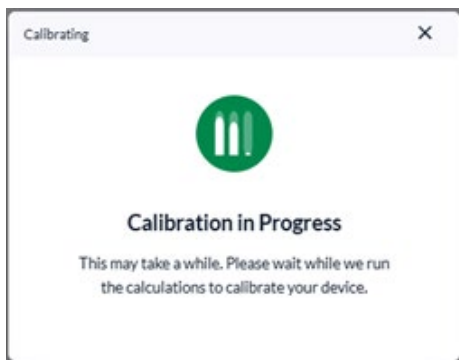 Calibrating
Calibration in Progress
This may take a while. Please wait while we run
the calculations to calibrate your device.